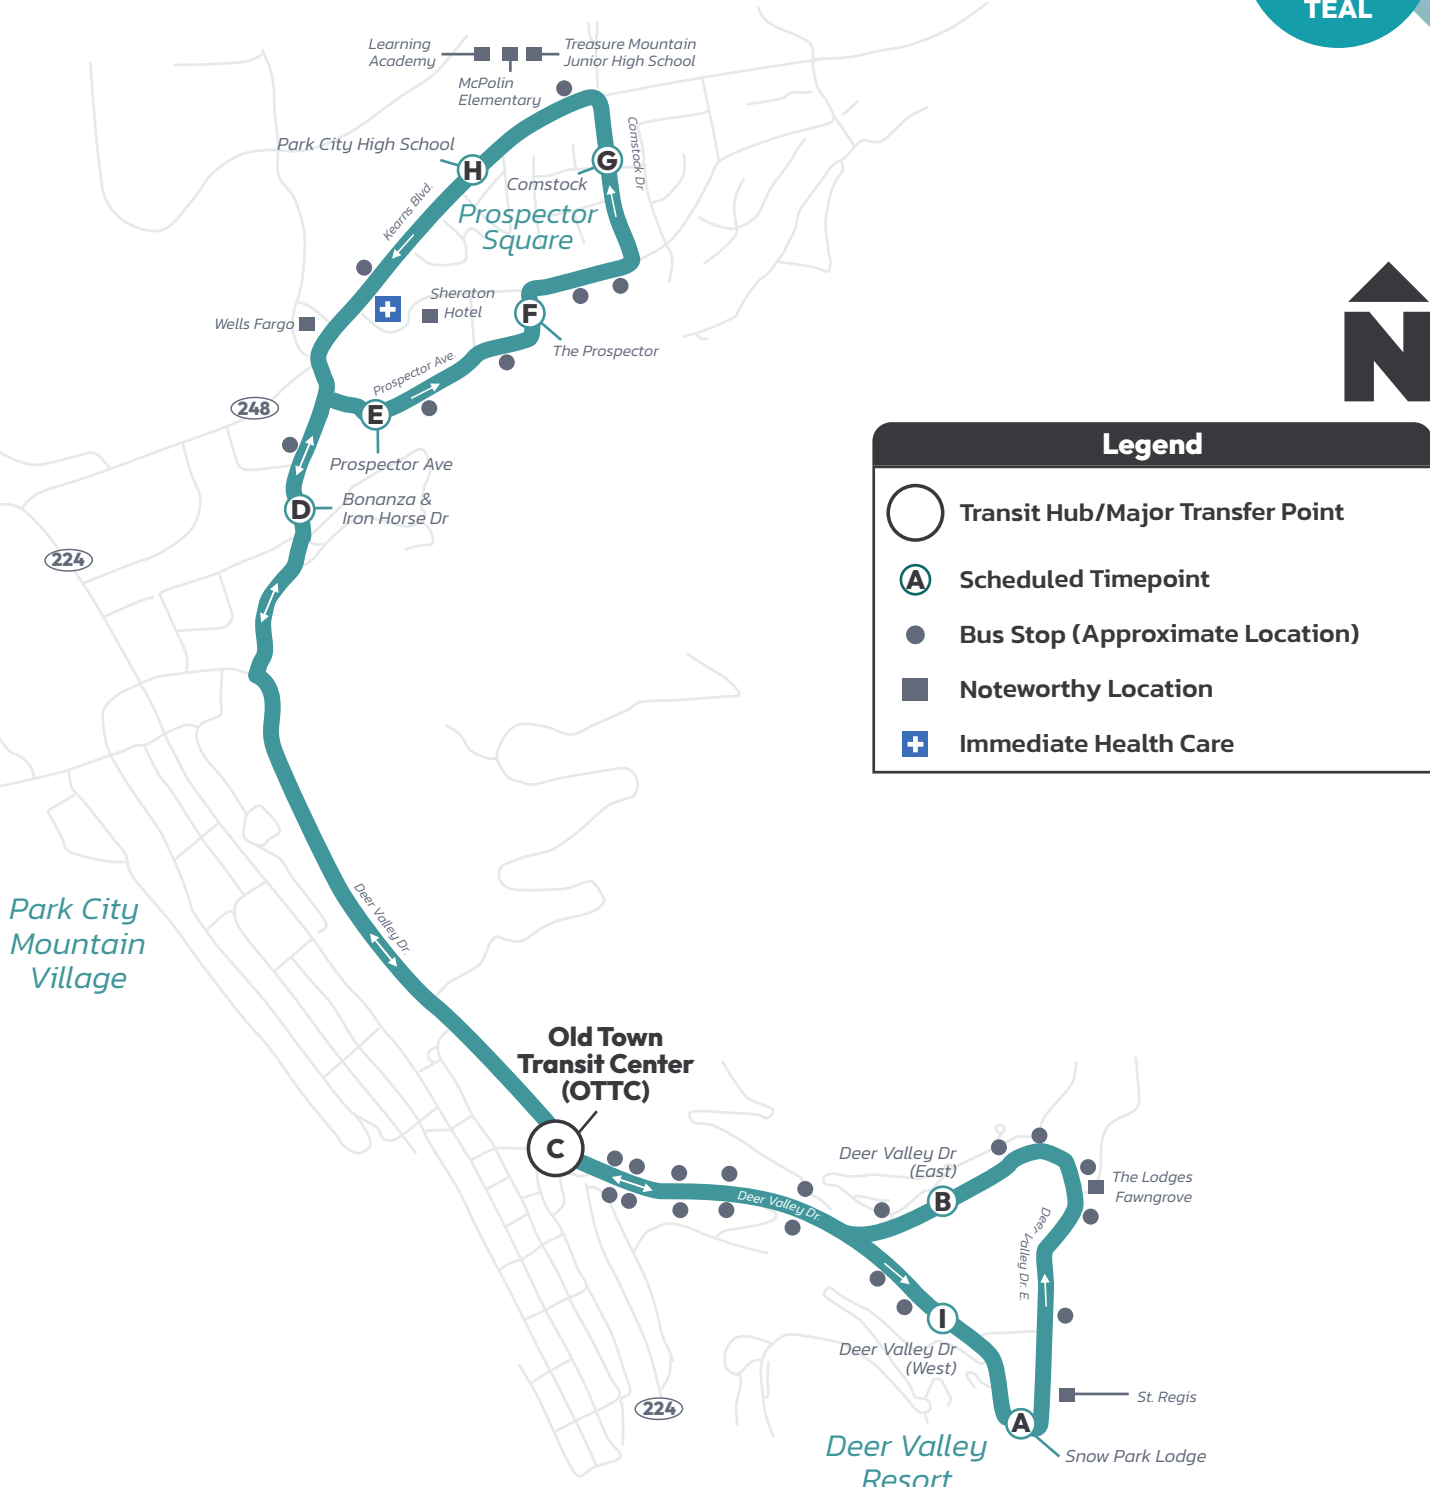 TEAL
Learning
Academy
McPolin
Elementary
Treasure Mountain
Junior High School
Park City High School
H
G
Comstock Dr
Comstock
Kearns Blvd.
Prospector
Square
Sheraton
Hotel
Wells Fargo
F
The Prospector
Prospector Ave.
248
E
Prospector Ave
D
Bonanza &
Iron Horse Dr
224
N
Legend
Transit Hub/Major Transfer Point
A
Scheduled Timepoint
Bus Stop (Approximate Location)
Noteworthy Location
Immediate Health Care
Park City
Mountain
Village
Deer Valley Dr.
Old Town
Transit Center
(OTTC)
C
Deer Valley Dr.
Deer Valley Dr
(East)
B
The Lodges
Fawngrove
Deer Valley Dr. E.
I
Deer Valley Dr
(West)
224
St. Regis
A
Snow Park Lodge
Deer Valley
Resort